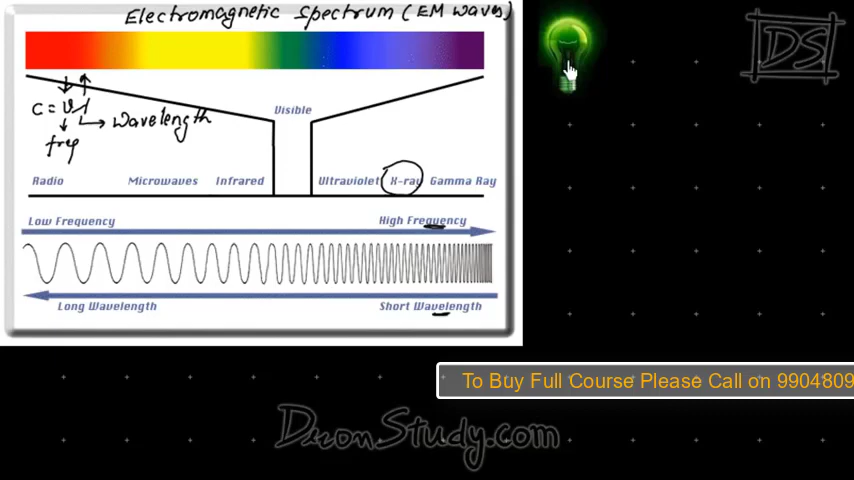 Electromagnetic Spectrum (EM waves)
DS
C = νλ
Wavelength
freq
Visible
Radio Microwaves Infrared Ultraviolet X-ray Gamma Ray
Low Frequency High Frequency
Long Wavelength Short Wavelength
To Buy Full Course Please Call on 9904809
DronStudy.com